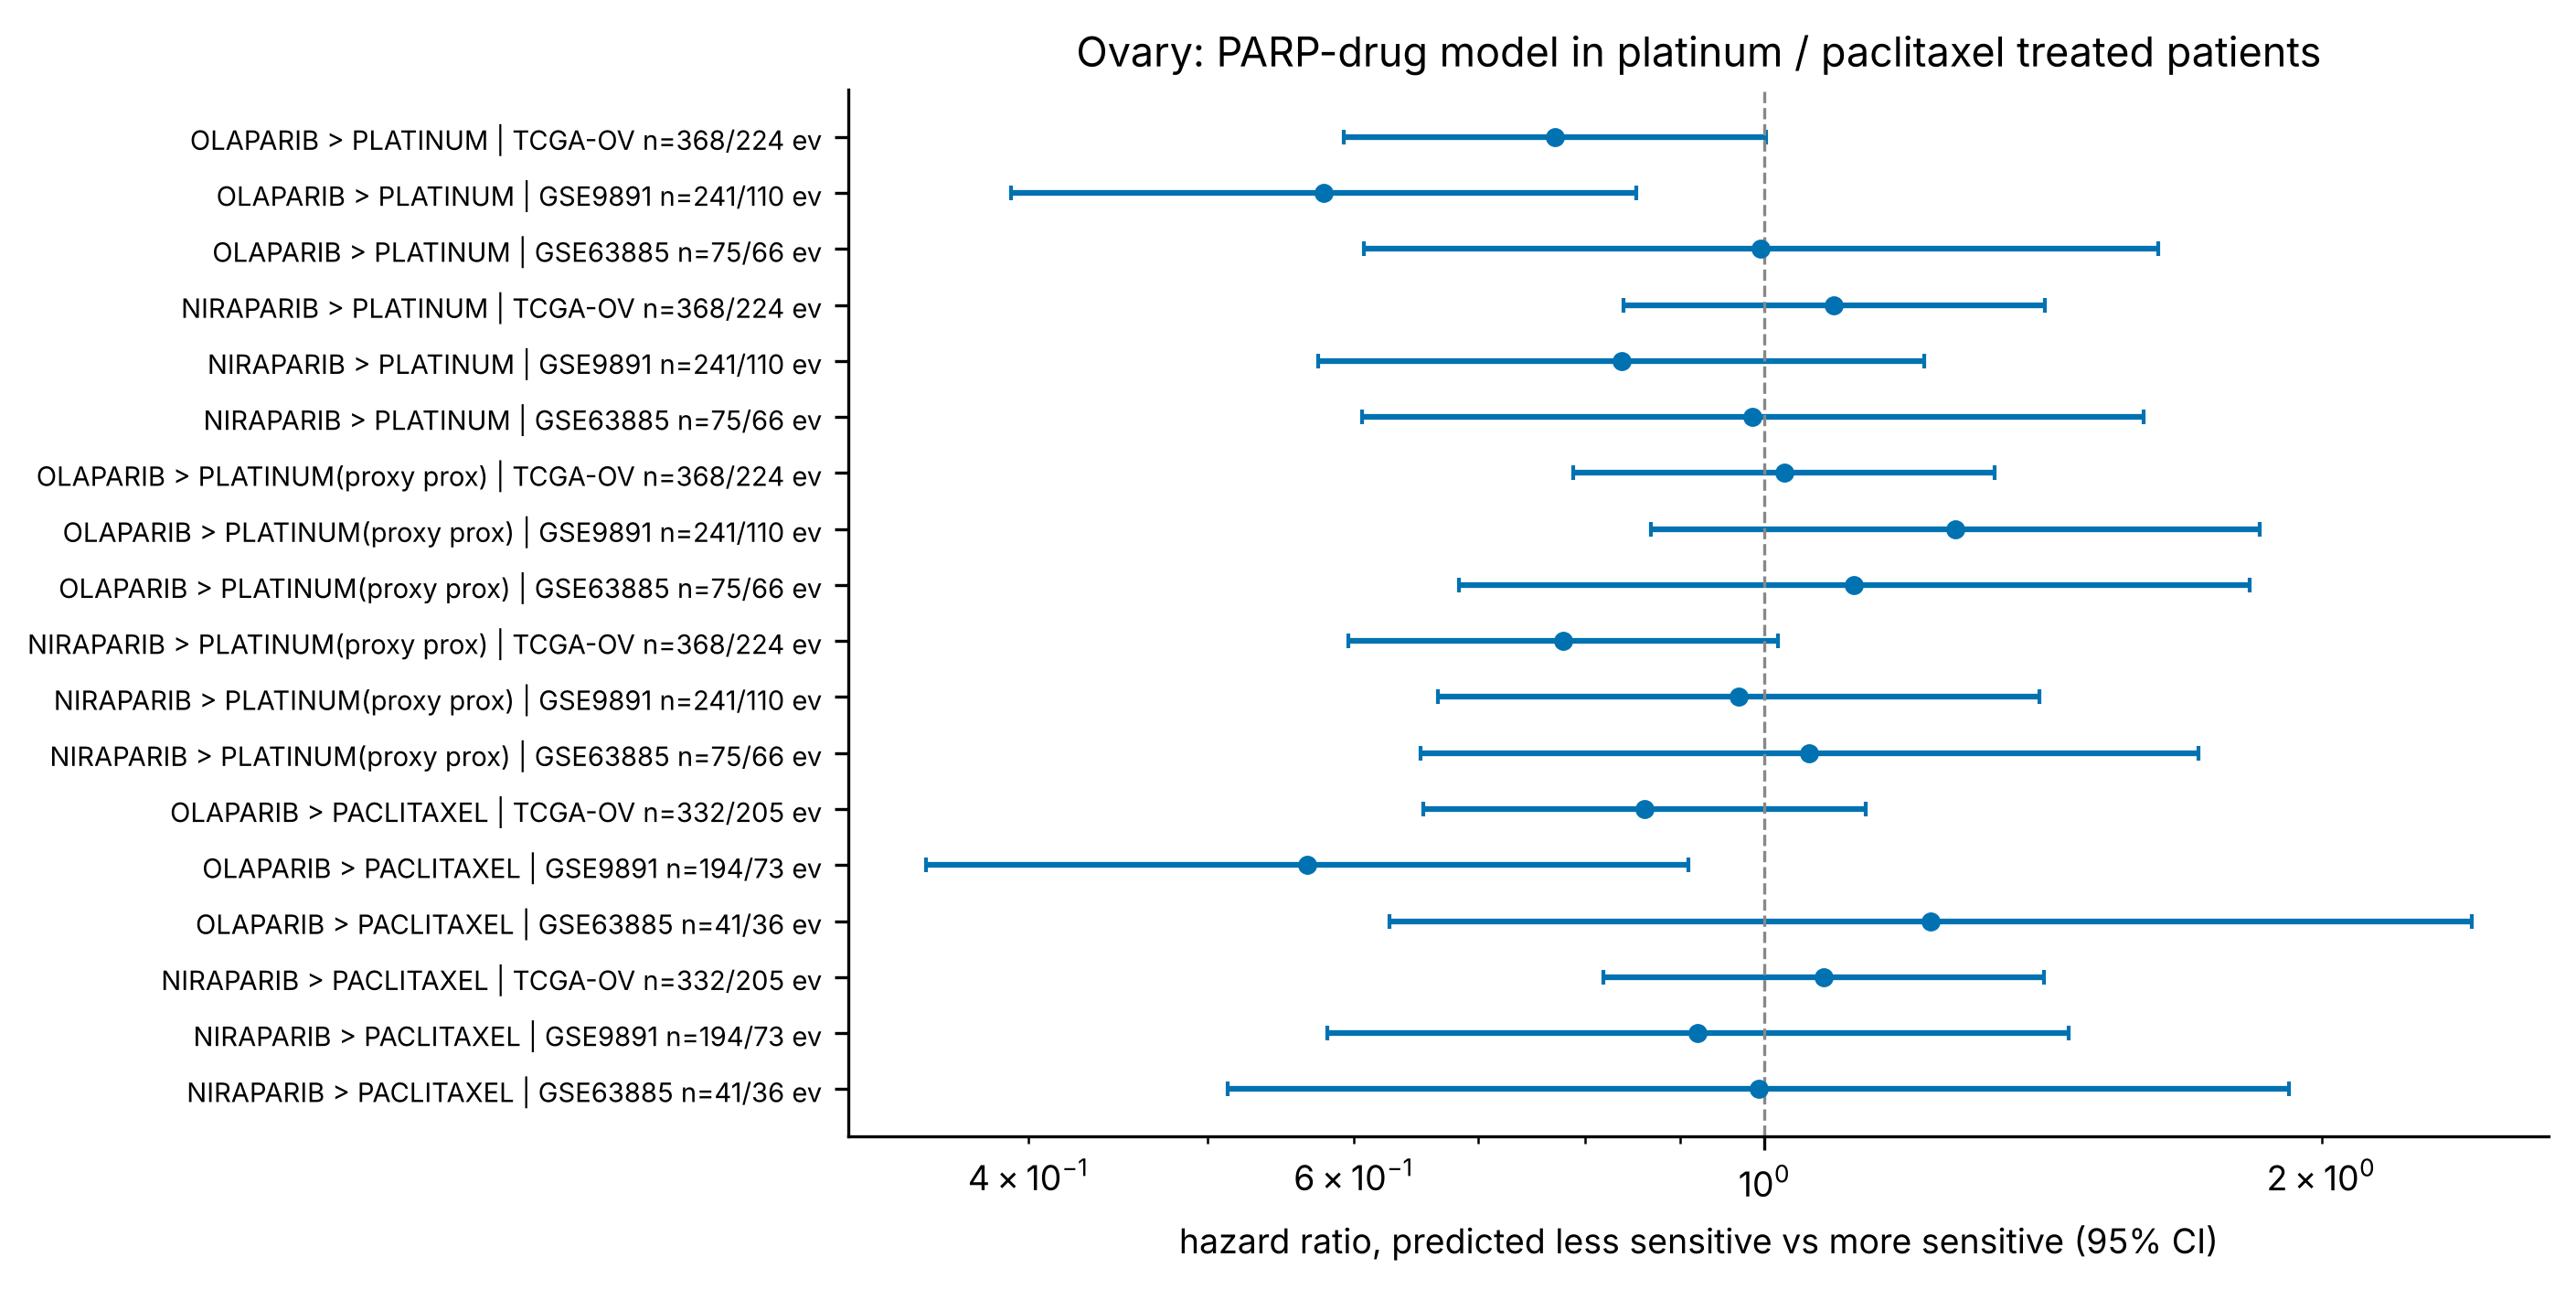 Ovary: PARP-drug model in platinum / paclitaxel treated patients
OLAPARIB > PLATINUM | TCGA-OV n=368/224 ev
OLAPARIB > PLATINUM | GSE9891 n=241/110 ev
OLAPARIB > PLATINUM | GSE63885 n=75/66 ev
NIRAPARIB > PLATINUM | TCGA-OV n=368/224 ev
NIRAPARIB > PLATINUM | GSE9891 n=241/110 ev
NIRAPARIB > PLATINUM | GSE63885 n=75/66 ev
OLAPARIB > PLATINUM(proxy prox) | TCGA-OV n=368/224 ev
OLAPARIB > PLATINUM(proxy prox) | GSE9891 n=241/110 ev
OLAPARIB > PLATINUM(proxy prox) | GSE63885 n=75/66 ev
NIRAPARIB > PLATINUM(proxy prox) | TCGA-OV n=368/224 ev
NIRAPARIB > PLATINUM(proxy prox) | GSE9891 n=241/110 ev
NIRAPARIB > PLATINUM(proxy prox) | GSE63885 n=75/66 ev
OLAPARIB > PACLITAXEL | TCGA-OV n=332/205 ev
OLAPARIB > PACLITAXEL | GSE9891 n=194/73 ev
OLAPARIB > PACLITAXEL | GSE63885 n=41/36 ev
NIRAPARIB > PACLITAXEL | TCGA-OV n=332/205 ev
NIRAPARIB > PACLITAXEL | GSE9891 n=194/73 ev
NIRAPARIB > PACLITAXEL | GSE63885 n=41/36 ev
4 × 10⁻¹ 6 × 10⁻¹ 10⁰ 2 × 10⁰
hazard ratio, predicted less sensitive vs more sensitive (95% CI)